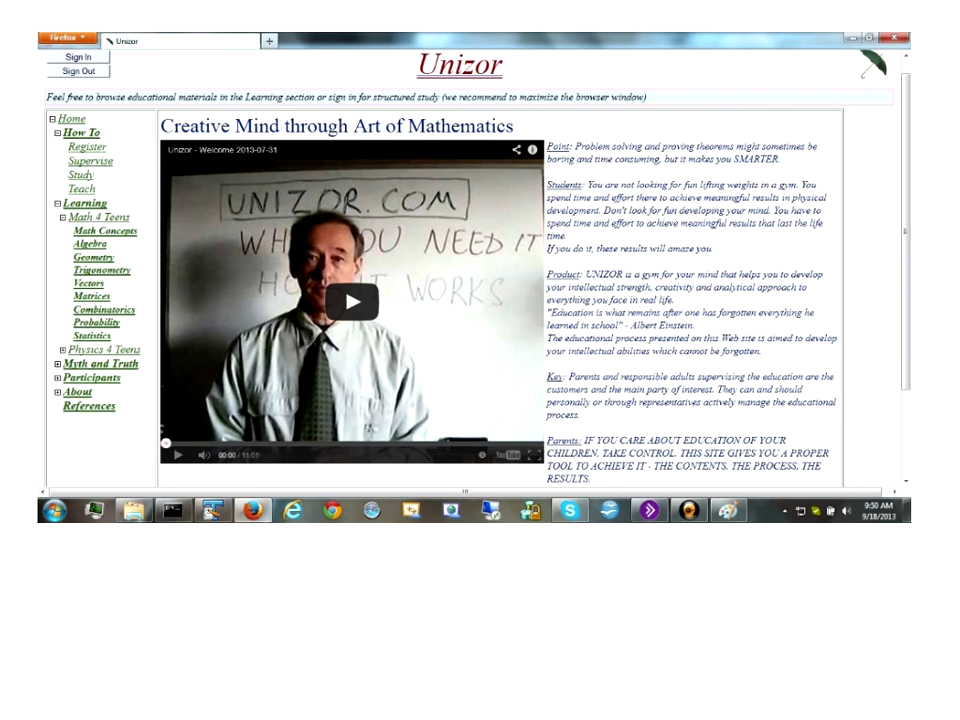 Firefox
Unizor
Sign In
Sign Out
Unizor
Feel free to browse educational materials in the Learning section or sign in for structured study (we recommend to maximize the browser window)
Home
How To
Register
Supervise
Study
Teach
Learning
Math 4 Teens
Math Concepts
Algebra
Geometry
Trigonometry
Vectors
Matrices
Combinatorics
Probability
Statistics
Physics 4 Teens
Myth and Truth
Participants
About
References
Creative Mind through Art of Mathematics
Unizor - Welcome 2013-07-31
UNIZOR.COM
WH YOU NEED IT
HO IT WORKS
00:00 / 11:01
YouTube
Point: Problem solving and proving theorems might sometimes be
boring and time consuming, but it makes you SMARTER.
Students: You are not looking for fun lifting weights in a gym. You
spend time and effort there to achieve meaningful results in physical
development. Don't look for fun developing your mind. You have to
spend time and effort to achieve meaningful results that last the life
time.
If you do it, these results will amaze you.
Product: UNIZOR is a gym for your mind that helps you to develop
your intellectual strength, creativity and analytical approach to
everything you face in real life.
"Education is what remains after one has forgotten everything he
learned in school" - Albert Einstein.
The educational process presented on this Web site is aimed to develop
your intellectual abilities which cannot be forgotten.
Key: Parents and responsible adults supervising the education are the
customers and the main party of interest. They can and should
personally or through representatives actively manage the educational
process.
Parents: IF YOU CARE ABOUT EDUCATION OF YOUR
CHILDREN, TAKE CONTROL. THIS SITE GIVES YOU A PROPER
TOOL TO ACHIEVE IT - THE CONTENTS, THE PROCESS, THE
RESULTS.
9:50 AM
9/18/2013